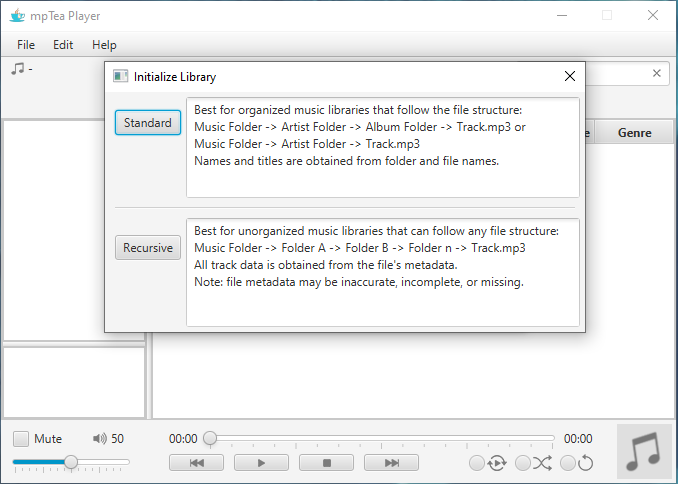 mpTea Player
File Edit Help
-
Initialize Library
Standard
Best for organized music libraries that follow the file structure:
Music Folder -> Artist Folder -> Album Folder -> Track.mp3 or
Music Folder -> Artist Folder -> Track.mp3
Names and titles are obtained from folder and file names.
Genre
Recursive
Best for unorganized music libraries that can follow any file structure:
Music Folder -> Folder A -> Folder B -> Folder n -> Track.mp3
All track data is obtained from the file's metadata.
Note: file metadata may be inaccurate, incomplete, or missing.
Mute 50 00:00 00:00